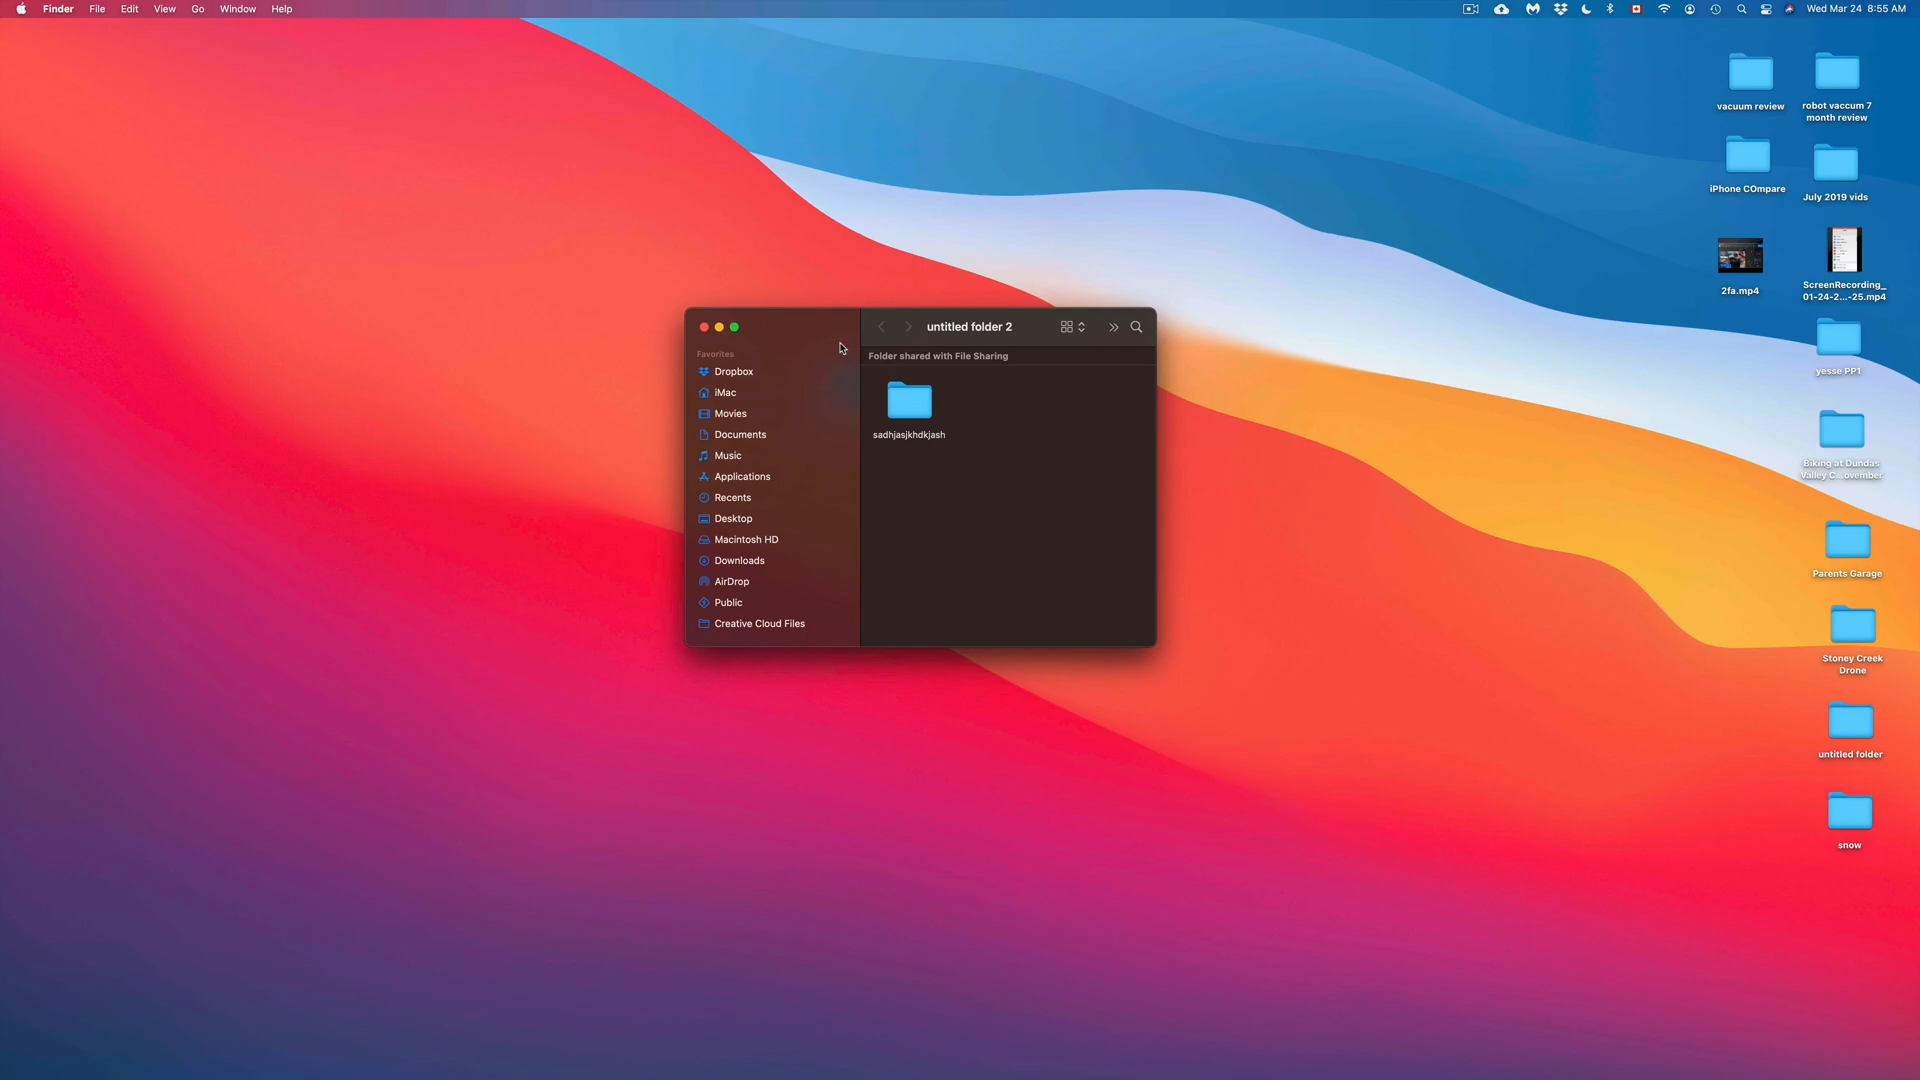 Finder File Edit View Go Window Help
Wed Mar 24 8:55 AM
vacuum review
robot vaccum 7
month review
iPhone COmpare
July 2019 vids
2fa.mp4
ScreenRecording_
01-24-2...-25.mp4
yesse PP1
Biking at Dundas
Valley C...ovember
Parents Garage
Stoney Creek
Drone
untitled folder
snow
untitled folder 2
Folder shared with File Sharing
sadhjasjkhdkjash
Favorites
Dropbox
iMac
Movies
Documents
Music
Applications
Recents
Desktop
Macintosh HD
Downloads
AirDrop
Public
Creative Cloud Files